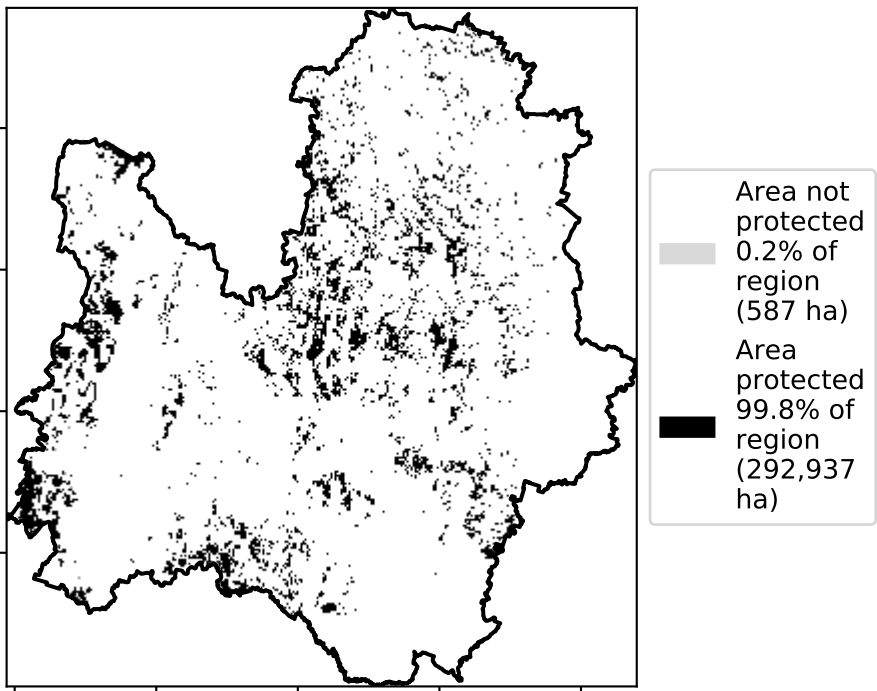 Area not
protected
0.2% of
region
(587 ha)
Area
protected
99.8% of
region
(292,937
ha)